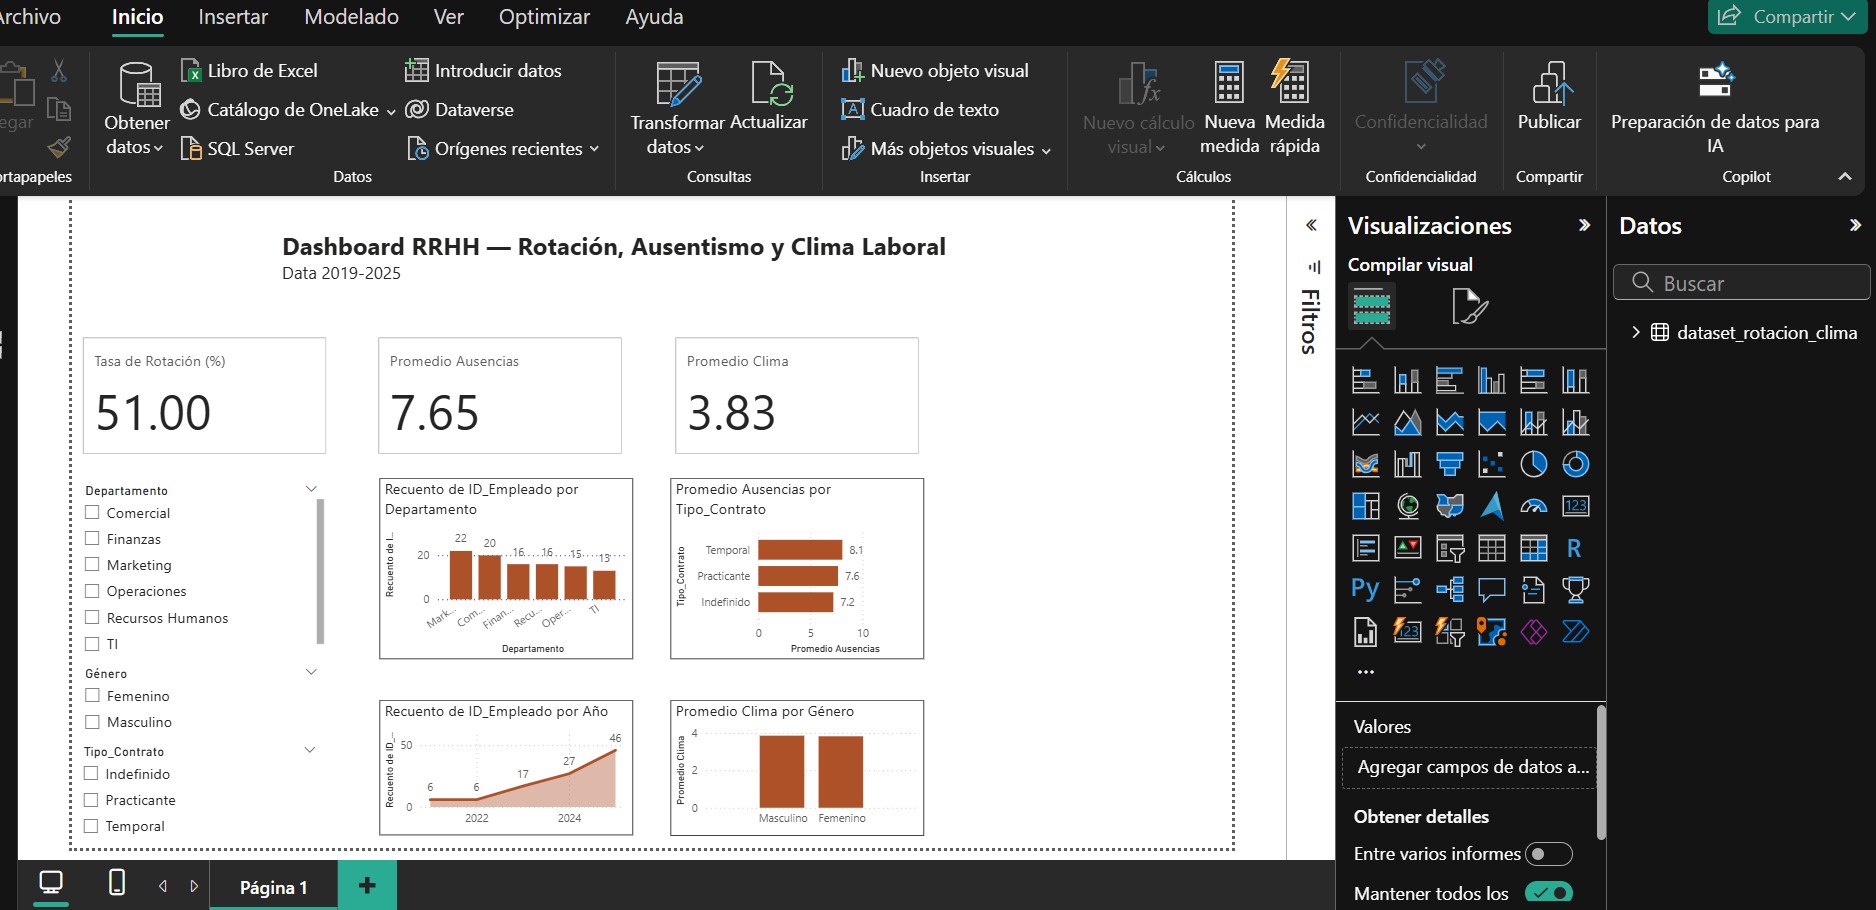 Archivo
Inicio
Insertar
Modelado
Ver
Optimizar
Ayuda
Compartir
egar
ortapapeles
Obtener
datos
Libro de Excel
Catálogo de OneLake
SQL Server
Introducir datos
Dataverse
Orígenes recientes
Datos
Transformar
datos
Actualizar
Consultas
Nuevo objeto visual
Cuadro de texto
Más objetos visuales
Insertar
Nuevo cálculo
visual
Nueva
medida
Medida
rápida
Cálculos
Confidencialidad
Confidencialidad
Publicar
Compartir
Preparación de datos para
IA
Copilot
Dashboard RRHH — Rotación, Ausentismo y Clima Laboral
Data 2019-2025
Tasa de Rotación (%)
51.00
Promedio Ausencias
7.65
Promedio Clima
3.83
Departamento
Comercial
Finanzas
Marketing
Operaciones
Recursos Humanos
TI
Género
Femenino
Masculino
Tipo_Contrato
Indefinido
Practicante
Temporal
Recuento de ID_Empleado por
Departamento
Recuento de I...
20
0
22
20
16
16
15
13
Mark...
Com...
Finan...
Recu...
Oper...
TI
Departamento
Promedio Ausencias por
Tipo_Contrato
Tipo_Contrato
Temporal
8.1
Practicante
7.6
Indefinido
7.2
0
5
10
Promedio Ausencias
Recuento de ID_Empleado por Año
Recuento de ID_...
50
0
6
6
17
27
46
2022
2024
Promedio Clima por Género
Promedio Clima
4
2
0
Masculino
Femenino
Filtros
Visualizaciones
Compilar visual
123
R
Py
123
Valores
Agregar campos de datos a...
Obtener detalles
Entre varios informes
Mantener todos los
Datos
Buscar
dataset_rotacion_clima
Página 1